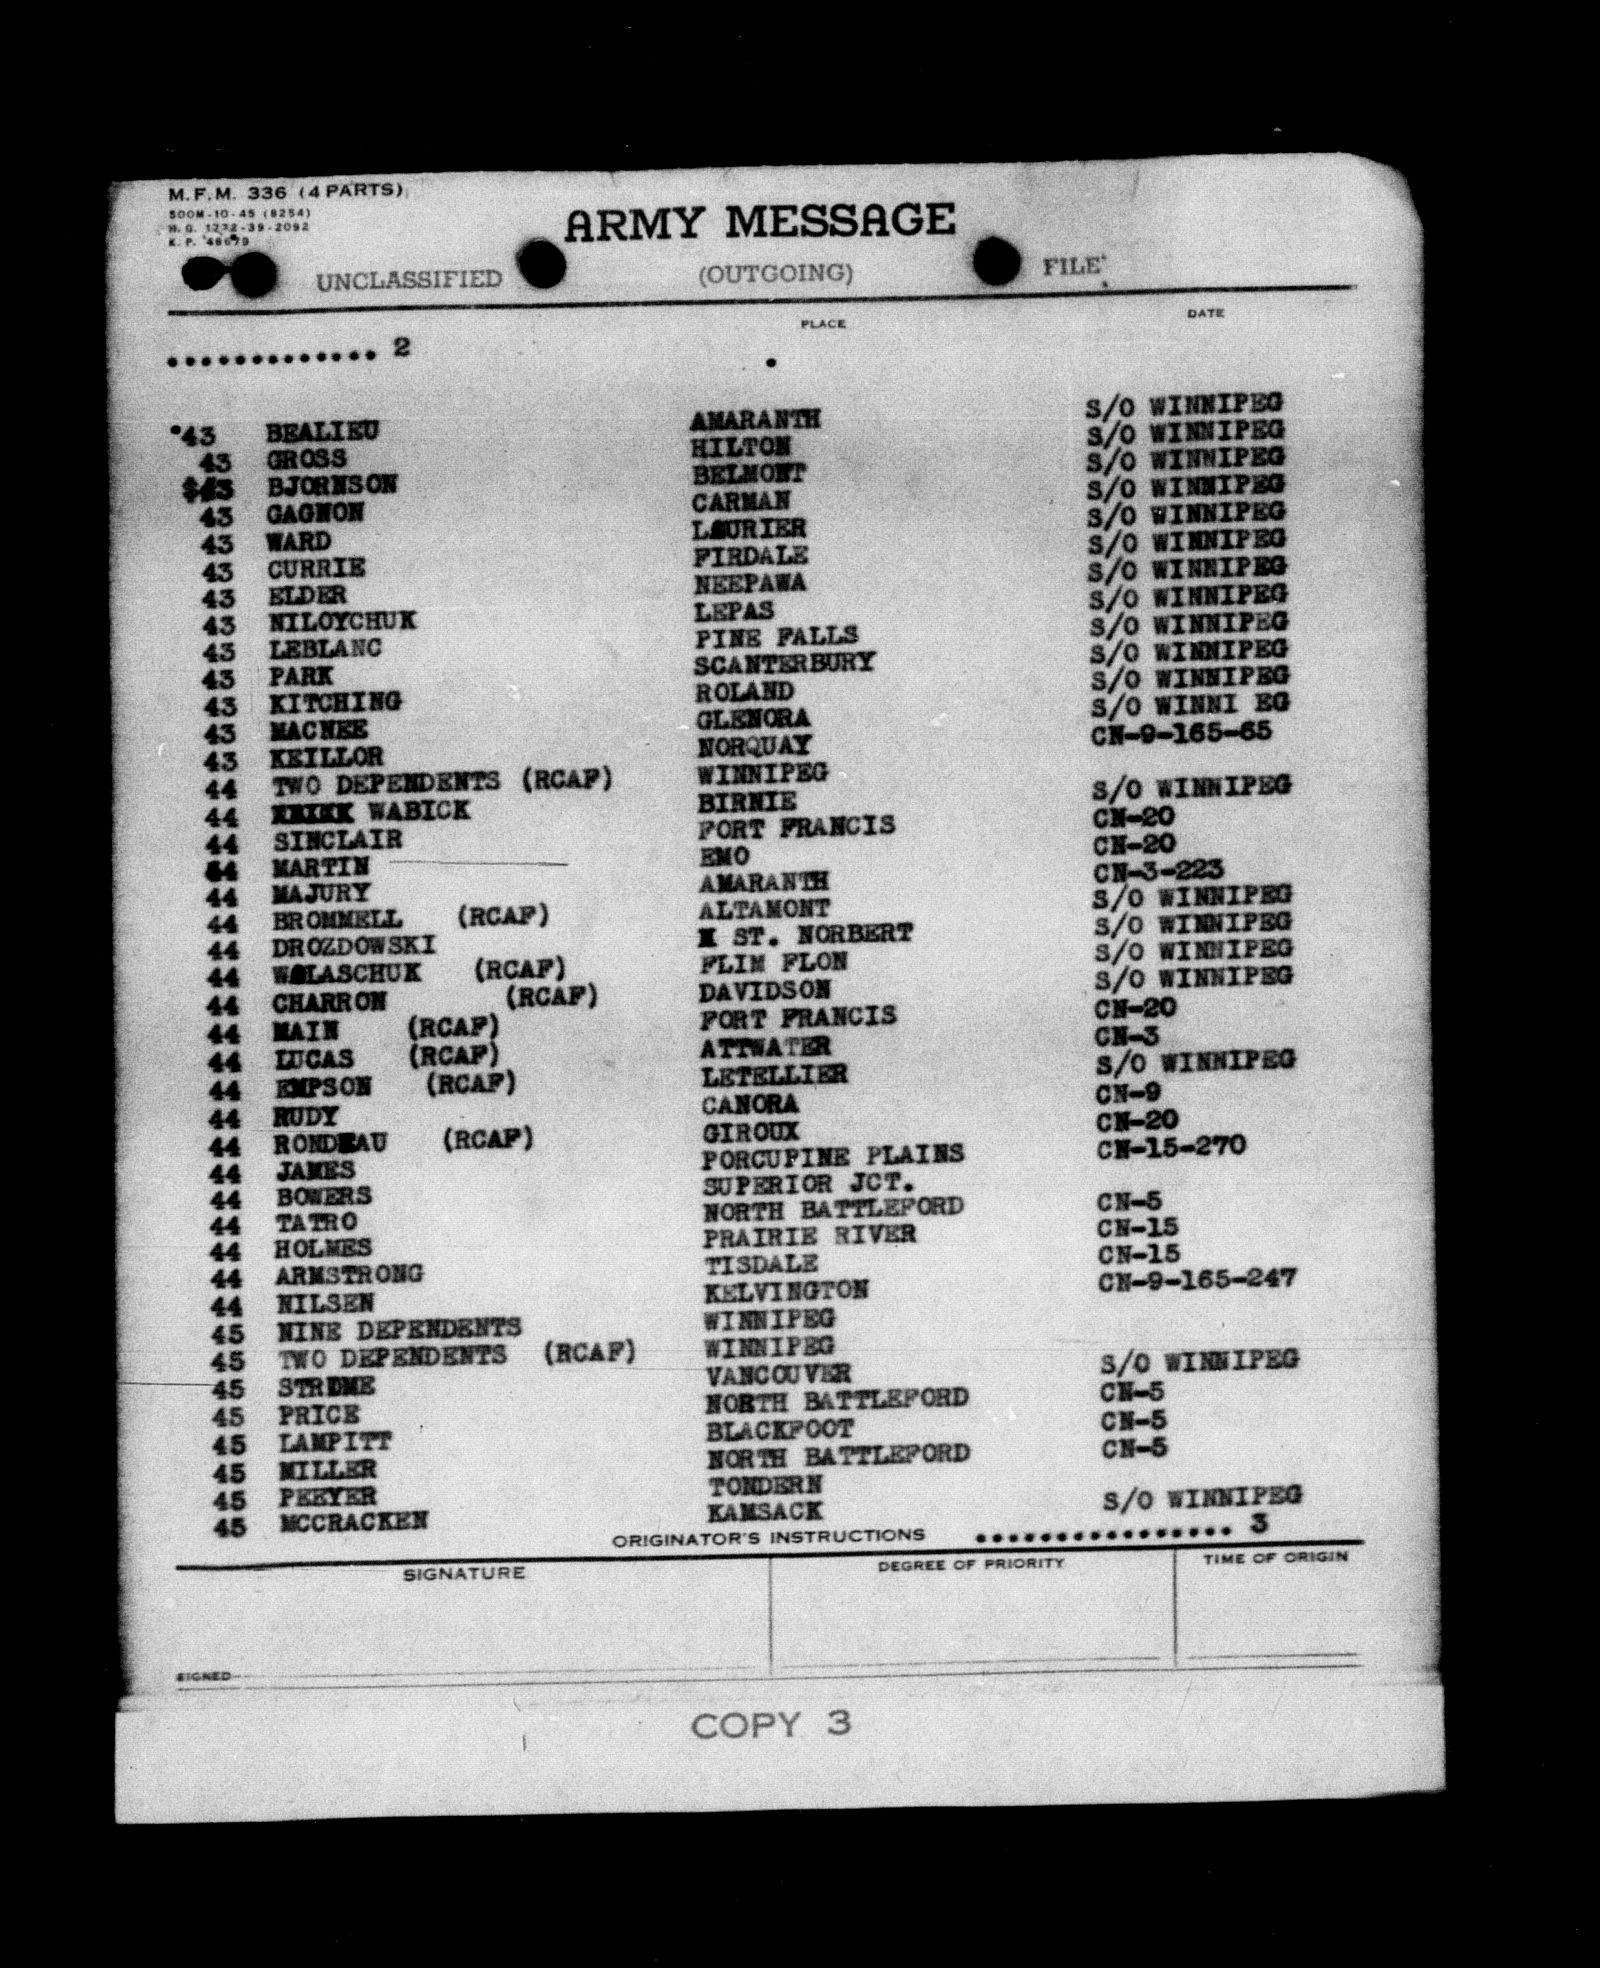 M.F.M. 336 (4 PARTS)
500M-10-45 (8254)
H.Q. 1772-39-2092
K. P. 46679
ARMY MESSAGE
UNCLASSIFIED (OUTGOING) FILE
PLACE DATE
............. 2
43 BEALIEU AMARANTH S/O WINNIPEG
43 GROSS HILTON S/O WINNIPEG
$43 BJORNSON BELMONT S/O WINNIPEG
43 GAGNON CARMAN S/O WINNIPEG
43 WARD LAURIER S/O WINNIPEG
43 CURRIE FIRDALE S/O WINNIPEG
43 ELDER NEEPAWA S/O WINNIPEG
43 NILOYCHUK LEPAS S/O WINNIPEG
43 LEBLANC PINE FALLS S/O WINNIPEG
43 PARK SCANTERBURY S/O WINNIPEG
43 KITCHING ROLAND S/O WINNIPEG
43 MACNEE GLENORA S/O WINNI EG
43 KEILLOR NORQUAY CN-9-165-65
44 TWO DEPENDENTS (RCAF) WINNIPEG
44 WABICK BIRNIE S/O WINNIPEG
44 SINCLAIR FORT FRANCIS CN-20
44 MARTIN EMO CN-20
44 MAJURY AMARANTH CN-3-223
44 BROMMELL (RCAF) ALTAMONT S/O WINNIPEG
44 DROZDOWSKI X ST. NORBERT S/O WINNIPEG
44 WALASCHUK (RCAF) FLIM FLON S/O WINNIPEG
44 CHARRON (RCAF) DAVIDSON S/O WINNIPEG
44 MAIN (RCAF) FORT FRANCIS CN-20
44 LUCAS (RCAF) ATTWATER CN-3
44 EMPSON (RCAF) LETELLIER S/O WINNIPEG
44 RUDY CANORA CN-9
44 RONDEAU (RCAF) GIROUX CN-20
44 JAMES PORCUPINE PLAINS CN-15-270
44 BOWERS SUPERIOR JCT.
44 TATRO NORTH BATTLEFORD CN-5
44 HOLMES PRAIRIE RIVER CN-15
44 ARMSTRONG TISDALE CN-15
44 NILSEN KELVINGTON CN-9-165-247
45 NINE DEPENDENTS WINNIPEG
45 TWO DEPENDENTS (RCAF) WINNIPEG
45 STROME VANCOUVER S/O WINNIPEG
45 PRICE NORTH BATTLEFORD CN-5
45 LAMPITT BLACKFOOT CN-5
45 MILLER NORTH BATTLEFORD CN-5
45 PEEYER TONDERN
45 MCCRACKEN KAMSACK S/O WINNIPEG
ORIGINATOR'S INSTRUCTIONS ................ 3
SIGNATURE DEGREE OF PRIORITY TIME OF ORIGIN
SIGNED
COPY 3